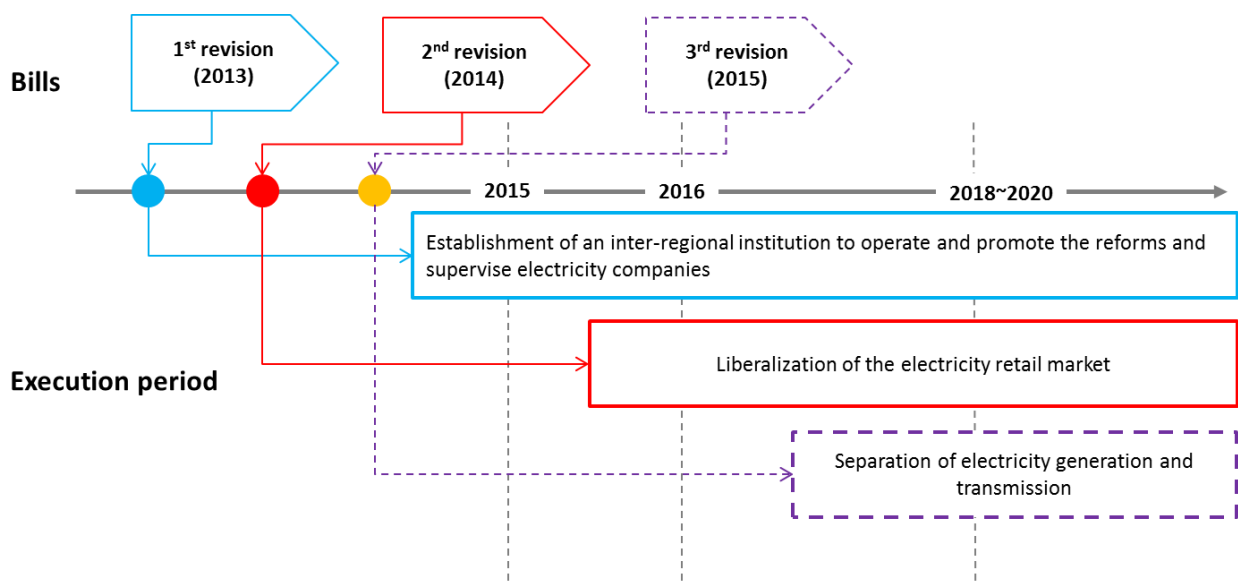 Bills
1st revision
(2013)
2nd revision
(2014)
3rd revision
(2015)
2015
2016
2018~2020
Establishment of an inter-regional institution to operate and promote the reforms and
supervise electricity companies
Execution period
Liberalization of the electricity retail market
Separation of electricity generation and
transmission